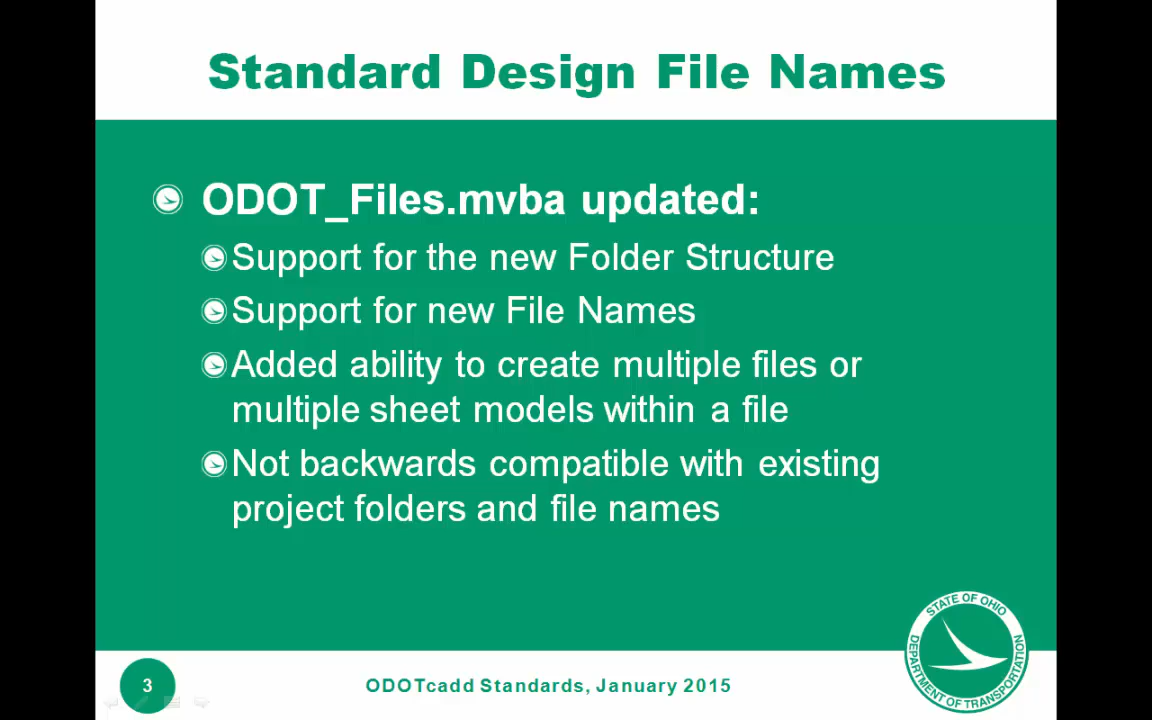 Standard Design File Names
ODOT_Files.mvba updated:
Support for the new Folder Structure
Support for new File Names
Added ability to create multiple files or
multiple sheet models within a file
Not backwards compatible with existing
project folders and file names
STATE OF OHIO
DEPARTMENT OF TRANSPORTATION
3
ODOTcadd Standards, January 2015